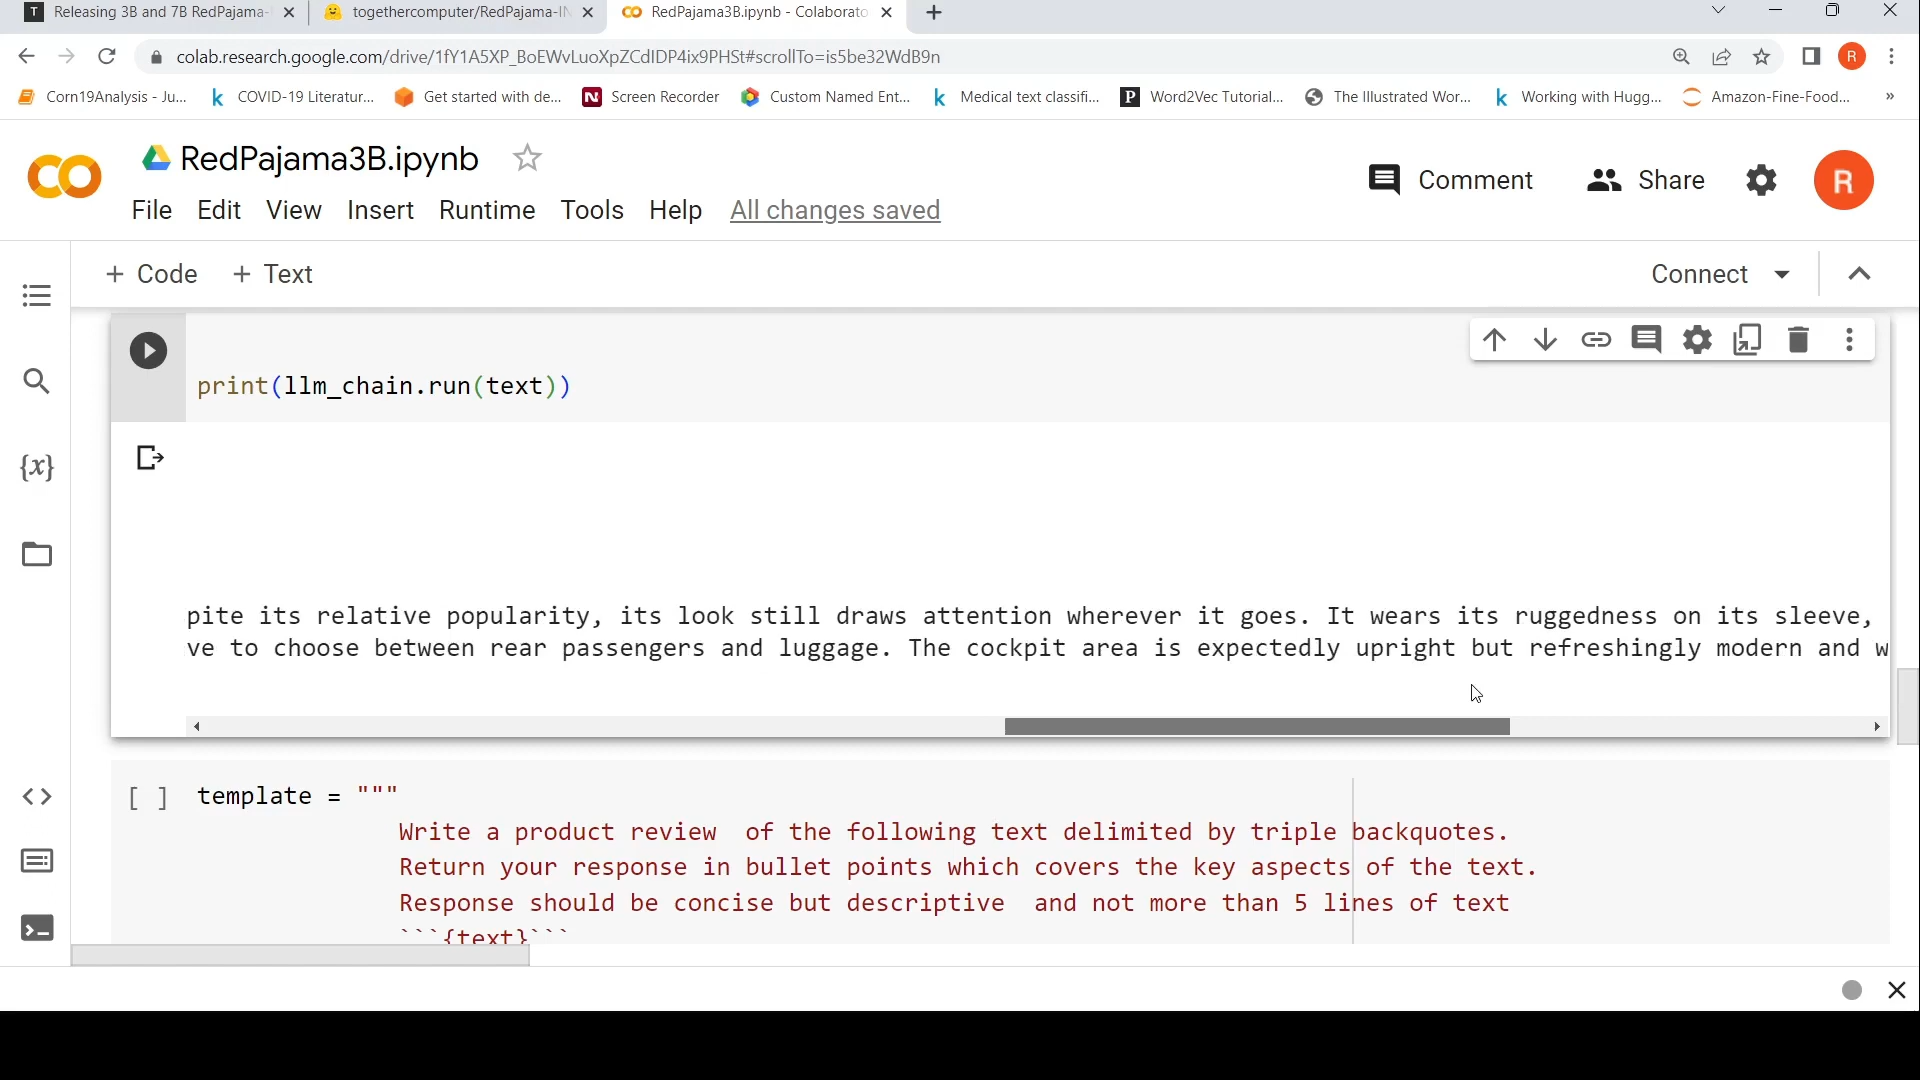 T Releasing 3B and 7B RedPajama-
togethercomputer/RedPajama-IN
RedPajama3B.ipynb - Colaborato
colab.research.google.com/drive/1fY1A5XP_BoEWvLuoXpZCdIDP4ix9PHSt#scrollTo=is5be32WdB9n
R
Corn19Analysis - Ju...
k COVID-19 Literatur...
Get started with de...
N Screen Recorder
Custom Named Ent...
k Medical text classifi...
P Word2Vec Tutorial...
The Illustrated Wor...
k Working with Hugg...
Amazon-Fine-Food...
»
RedPajama3B.ipynb
Comment
Share
R
File Edit View Insert Runtime Tools Help All changes saved
+ Code + Text
Connect
print(llm_chain.run(text))
{x}
pite its relative popularity, its look still draws attention wherever it goes. It wears its ruggedness on its sleeve,
ve to choose between rear passengers and luggage. The cockpit area is expectedly upright but refreshingly modern and w
[ ] template = """
Write a product review  of the following text delimited by triple backquotes.
Return your response in bullet points which covers the key aspects of the text.
Response should be concise but descriptive  and not more than 5 lines of text
```{text}```